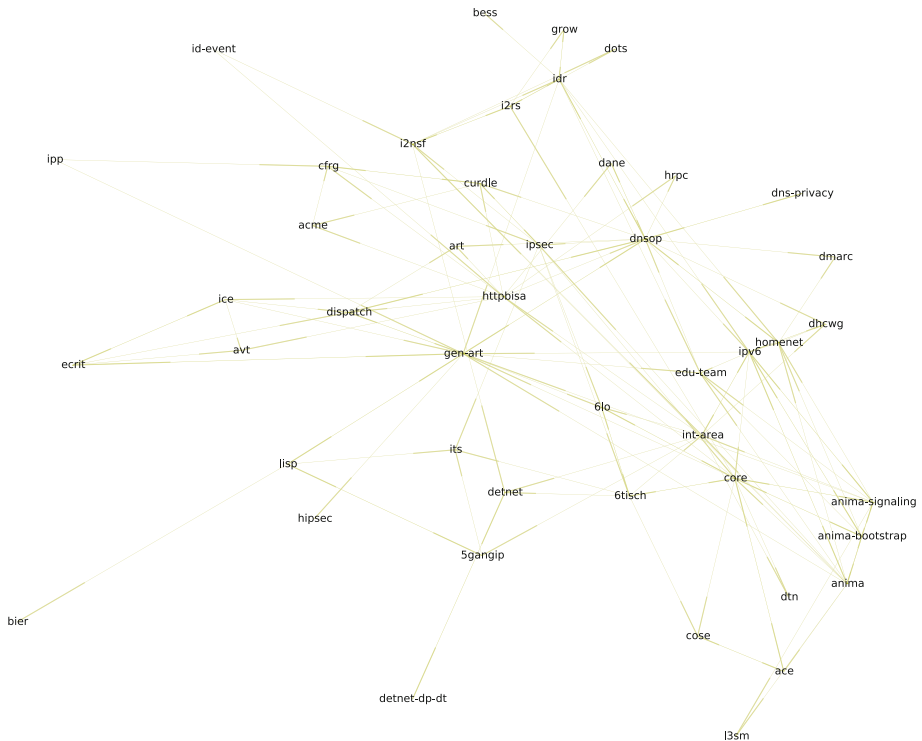 bess
grow
id-event
dots
idr
i2rs
i2nsf
ipp
cfrg
dane
hrpc
curdle
dns-privacy
acme
art
ipsec
dnsop
dmarc
ice
httpbisa
dispatch
dhcwg
homenet
avt
gen-art
ipv6
ecrit
edu-team
6lo
int-area
its
lisp
core
detnet
6tisch
anima-signaling
hipsec
anima-bootstrap
5gangip
anima
dtn
bier
cose
ace
detnet-dp-dt
l3sm